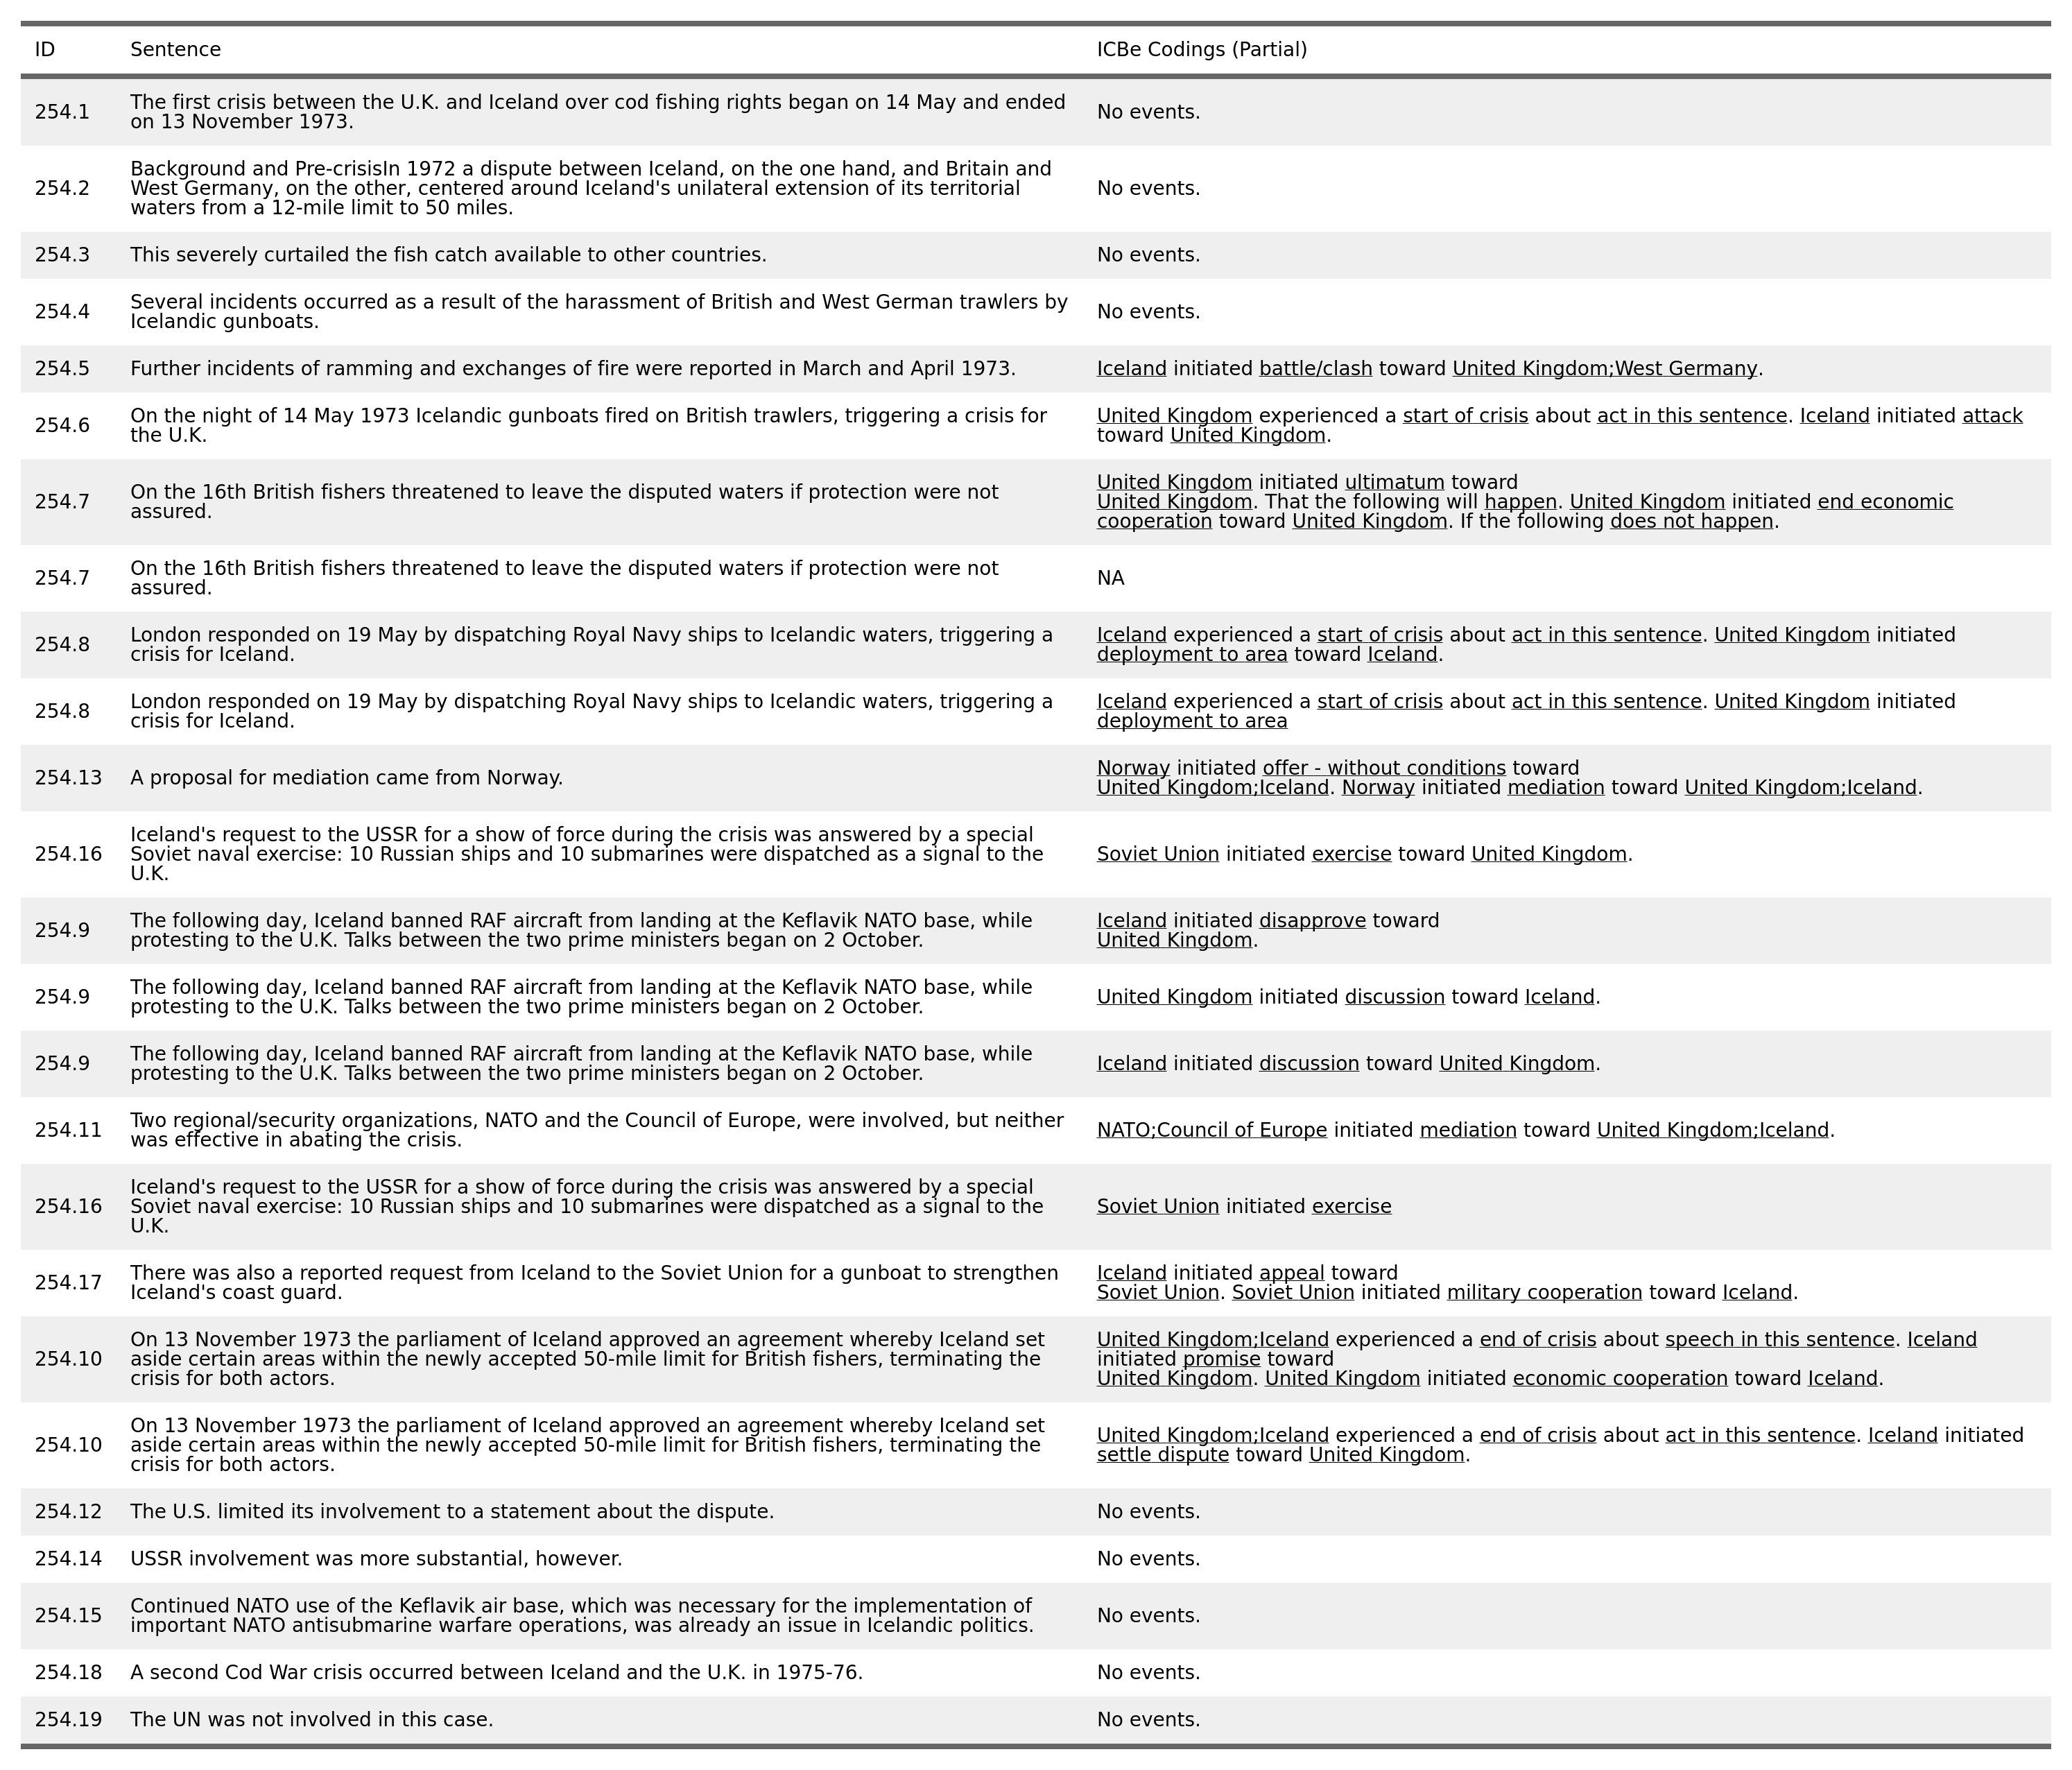 ID Sentence ICBe Codings (Partial)
254.1 The first crisis between the U.K. and Iceland over cod fishing rights began on 14 May and ended
on 13 November 1973.
No events.
254.2 Background and Pre-crisisIn 1972 a dispute between Iceland, on the one hand, and Britain and
West Germany, on the other, centered around Iceland's unilateral extension of its territorial
waters from a 12-mile limit to 50 miles.
No events.
254.3 This severely curtailed the fish catch available to other countries.
No events.
254.4 Several incidents occurred as a result of the harassment of British and West German trawlers by
Icelandic gunboats.
No events.
254.5 Further incidents of ramming and exchanges of fire were reported in March and April 1973.
Iceland initiated battle/clash toward United Kingdom;West Germany.
254.6 On the night of 14 May 1973 Icelandic gunboats fired on British trawlers, triggering a crisis for
the U.K.
United Kingdom experienced a start of crisis about act in this sentence. Iceland initiated attack
toward United Kingdom.
254.7 On the 16th British fishers threatened to leave the disputed waters if protection were not
assured.
United Kingdom initiated ultimatum toward
United Kingdom. That the following will happen. United Kingdom initiated end economic
cooperation toward United Kingdom. If the following does not happen.
254.7 On the 16th British fishers threatened to leave the disputed waters if protection were not
assured.
NA
254.8 London responded on 19 May by dispatching Royal Navy ships to Icelandic waters, triggering a
crisis for Iceland.
Iceland experienced a start of crisis about act in this sentence. United Kingdom initiated
deployment to area toward Iceland.
254.8 London responded on 19 May by dispatching Royal Navy ships to Icelandic waters, triggering a
crisis for Iceland.
Iceland experienced a start of crisis about act in this sentence. United Kingdom initiated
deployment to area
254.13 A proposal for mediation came from Norway.
Norway initiated offer - without conditions toward
United Kingdom;Iceland. Norway initiated mediation toward United Kingdom;Iceland.
254.16 Iceland's request to the USSR for a show of force during the crisis was answered by a special
Soviet naval exercise: 10 Russian ships and 10 submarines were dispatched as a signal to the
U.K.
Soviet Union initiated exercise toward United Kingdom.
254.9 The following day, Iceland banned RAF aircraft from landing at the Keflavik NATO base, while
protesting to the U.K. Talks between the two prime ministers began on 2 October.
Iceland initiated disapprove toward
United Kingdom.
254.9 The following day, Iceland banned RAF aircraft from landing at the Keflavik NATO base, while
protesting to the U.K. Talks between the two prime ministers began on 2 October.
United Kingdom initiated discussion toward Iceland.
254.9 The following day, Iceland banned RAF aircraft from landing at the Keflavik NATO base, while
protesting to the U.K. Talks between the two prime ministers began on 2 October.
Iceland initiated discussion toward United Kingdom.
254.11 Two regional/security organizations, NATO and the Council of Europe, were involved, but neither
was effective in abating the crisis.
NATO;Council of Europe initiated mediation toward United Kingdom;Iceland.
254.16 Iceland's request to the USSR for a show of force during the crisis was answered by a special
Soviet naval exercise: 10 Russian ships and 10 submarines were dispatched as a signal to the
U.K.
Soviet Union initiated exercise
254.17 There was also a reported request from Iceland to the Soviet Union for a gunboat to strengthen
Iceland's coast guard.
Iceland initiated appeal toward
Soviet Union. Soviet Union initiated military cooperation toward Iceland.
254.10 On 13 November 1973 the parliament of Iceland approved an agreement whereby Iceland set
aside certain areas within the newly accepted 50-mile limit for British fishers, terminating the
crisis for both actors.
United Kingdom;Iceland experienced a end of crisis about speech in this sentence. Iceland
initiated promise toward
United Kingdom. United Kingdom initiated economic cooperation toward Iceland.
254.10 On 13 November 1973 the parliament of Iceland approved an agreement whereby Iceland set
aside certain areas within the newly accepted 50-mile limit for British fishers, terminating the
crisis for both actors.
United Kingdom;Iceland experienced a end of crisis about act in this sentence. Iceland initiated
settle dispute toward United Kingdom.
254.12 The U.S. limited its involvement to a statement about the dispute.
No events.
254.14 USSR involvement was more substantial, however.
No events.
254.15 Continued NATO use of the Keflavik air base, which was necessary for the implementation of
important NATO antisubmarine warfare operations, was already an issue in Icelandic politics.
No events.
254.18 A second Cod War crisis occurred between Iceland and the U.K. in 1975-76.
No events.
254.19 The UN was not involved in this case.
No events.